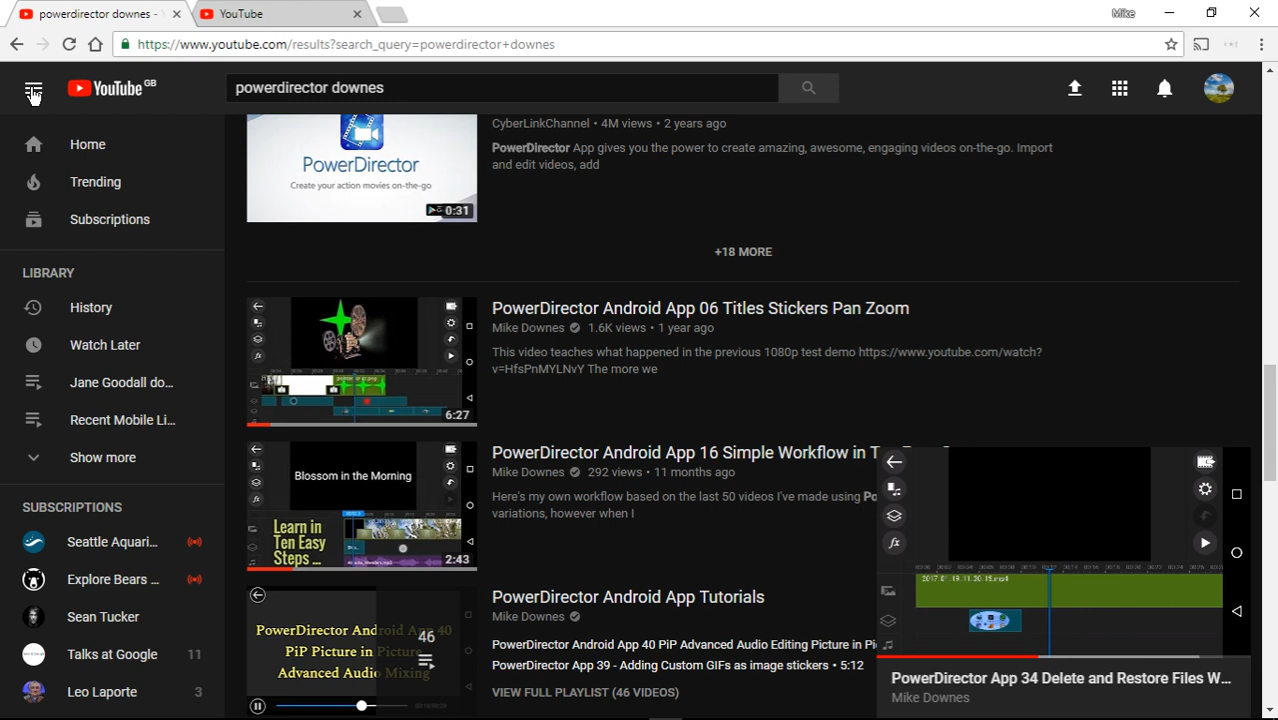 powerdirector downes -
YouTube
Mike
https://www.youtube.com/results?search_query=powerdirector+downes
YouTube GB
powerdirector downes
Home
Trending
Subscriptions
LIBRARY
History
Watch Later
Jane Goodall do...
Recent Mobile Li...
Show more
SUBSCRIPTIONS
Seattle Aquari...
Explore Bears ...
Sean Tucker
Talks at Google 11
Leo Laporte 3
PowerDirector
Create your action movies on-the-go
0:31
CyberLinkChannel • 4M views • 2 years ago
PowerDirector App gives you the power to create amazing, awesome, engaging videos on-the-go. Import
and edit videos, add
+18 MORE
6:27
PowerDirector Android App 06 Titles Stickers Pan Zoom
Mike Downes 1.6K views • 1 year ago
This video teaches what happened in the previous 1080p test demo https://www.youtube.com/watch?
v=HfsPnMYLNvY The more we
Blossom in the Morning
Learn in
Ten Easy
Steps ...
2:43
PowerDirector Android App 16 Simple Workflow in
Mike Downes 292 views • 11 months ago
Here's my own workflow based on the last 50 videos I've made using
variations, however when I
PowerDirector Android App 40
PiP Picture in Picture
Advanced Audio Mixing
46
PowerDirector Android App Tutorials
Mike Downes
PowerDirector Android App 40 PiP Advanced Audio Editing Picture in
PowerDirector App 39 - Adding Custom GIFs as image stickers • 5:12
VIEW FULL PLAYLIST (46 VIDEOS)
fx
2017.01.19.11.30.15.mp4
PowerDirector App 34 Delete and Restore Files W...
Mike Downes